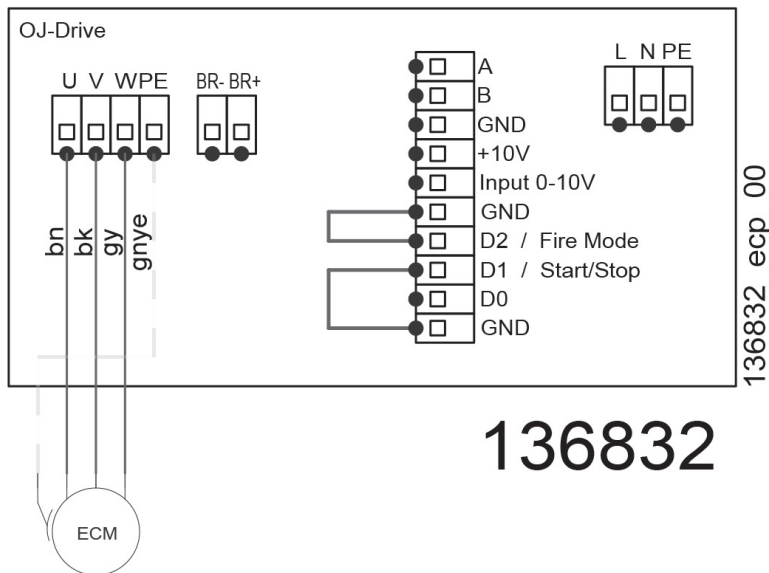 OJ-Drive
U V W PE
BR- BR+
A
B
GND
+10V
Input 0-10V
GND
D2 / Fire Mode
D1 / Start/Stop
D0
GND
L N PE
bn
bk
gy
gnye
ECM
136832 ecp 00
136832